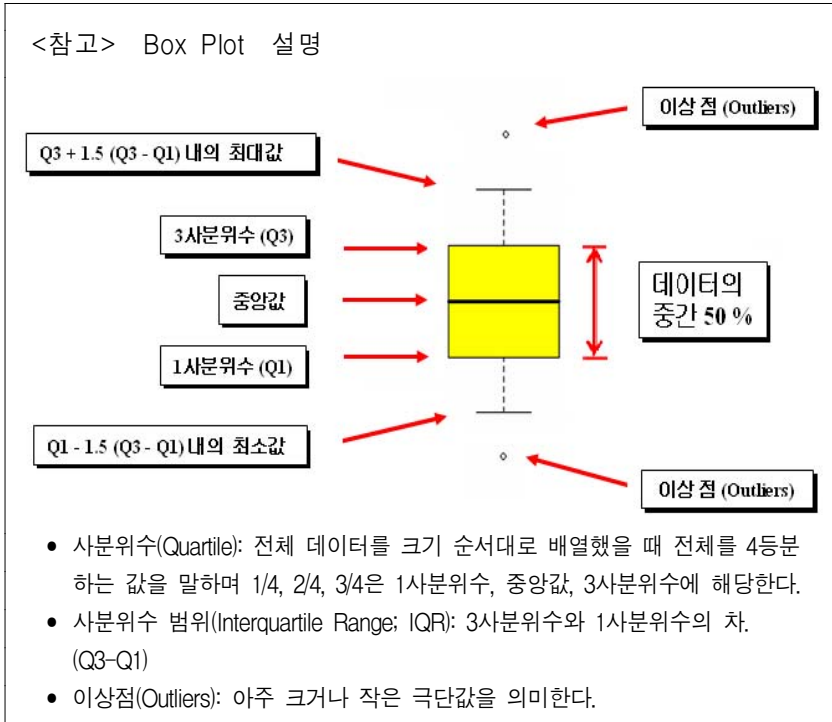 <참고> Box Plot 설명
이상 점 (Outliers)
Q3 + 1.5 (Q3 - Q1) 내의 최대값
3사분위수 (Q3)
중앙값
데이터의
중간 50 %
1사분위수 (Q1)
Q1 - 1.5 (Q3 - Q1) 내의 최소값
이상 점 (Outliers)
• 사분위수(Quartile): 전체 데이터를 크기 순서대로 배열했을 때 전체를 4등분
하는 값을 말하며 1/4, 2/4, 3/4은 1사분위수, 중앙값, 3사분위수에 해당한다.
• 사분위수 범위(Interquartile Range; IQR): 3사분위수와 1사분위수의 차.
(Q3-Q1)
• 이상점(Outliers): 아주 크거나 작은 극단값을 의미한다.